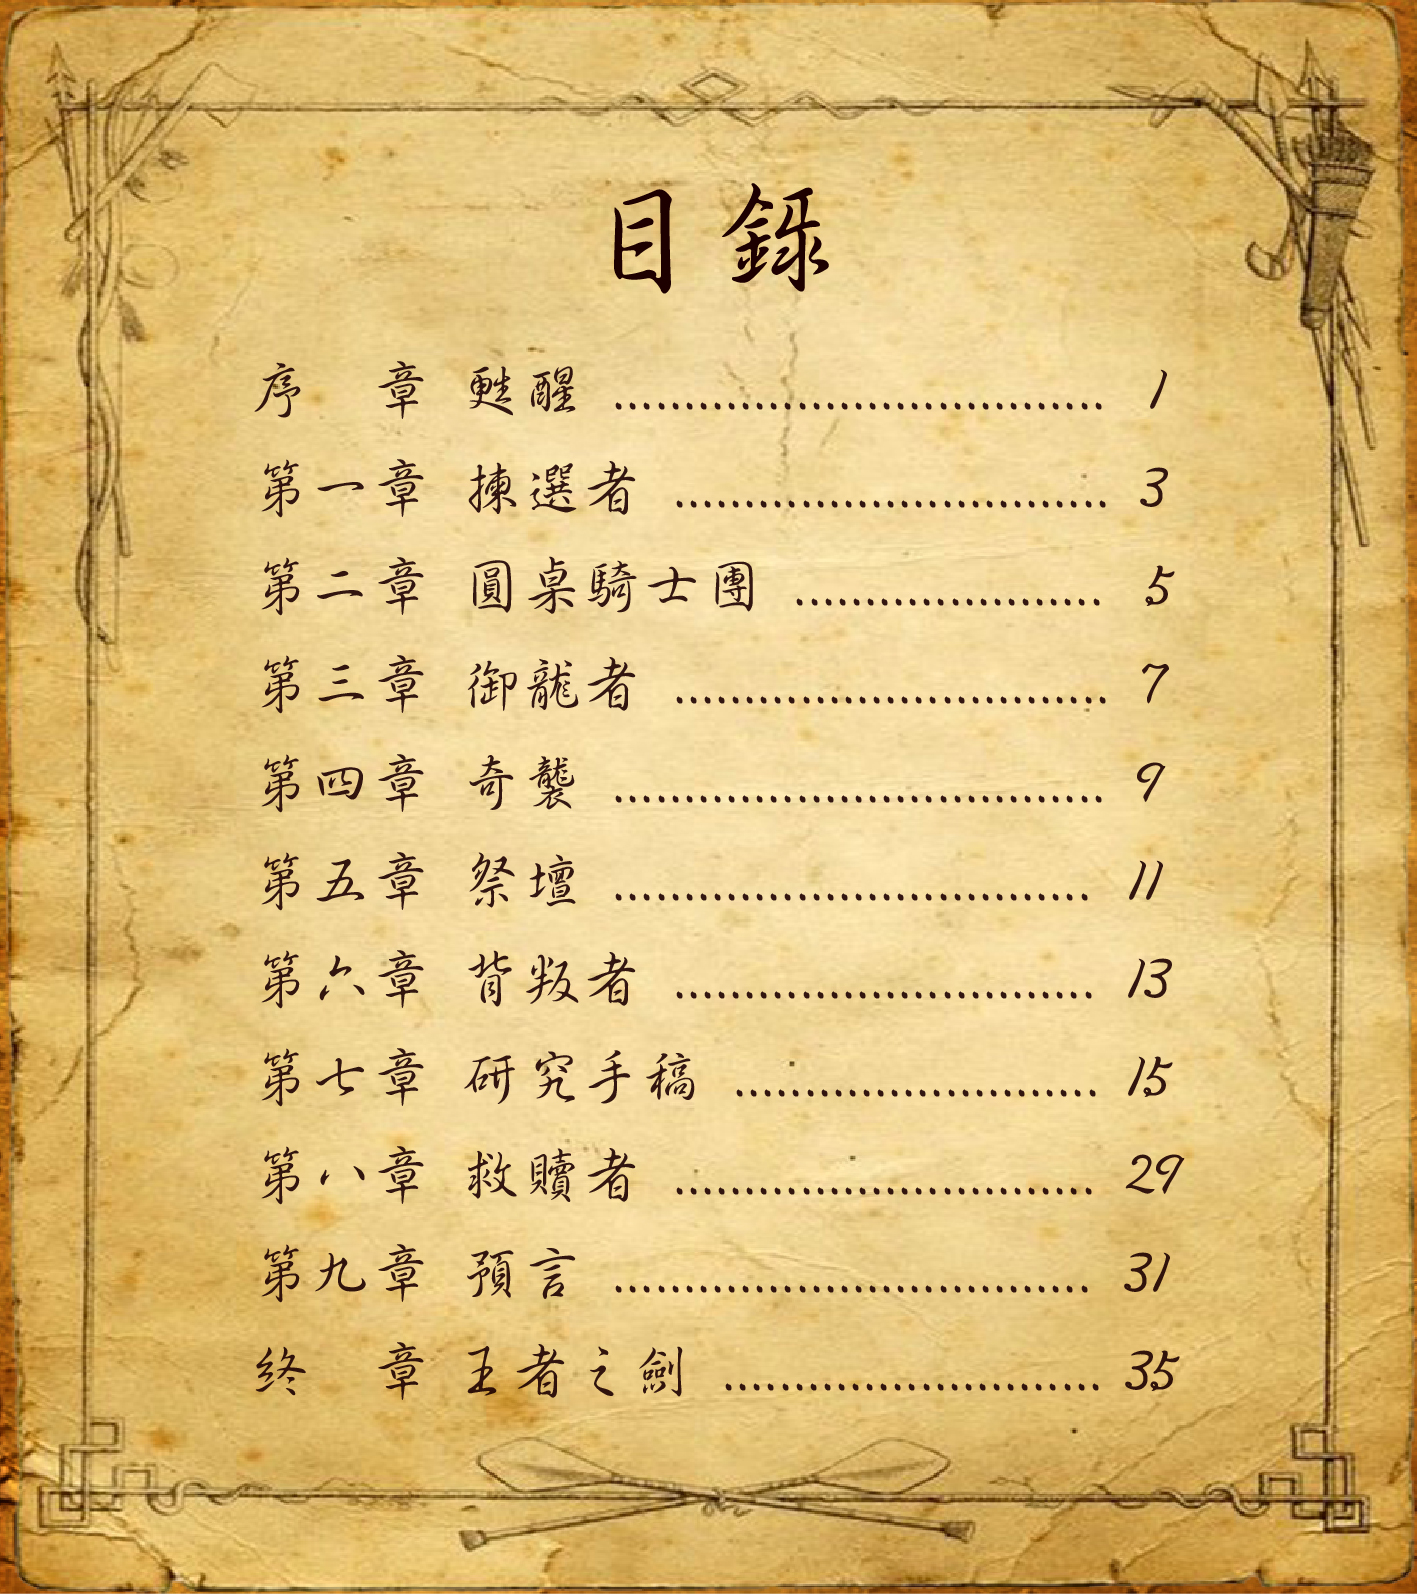 目錄
序　章 甦醒 ................................... 1
第一章 揀選者 ............................... 3
第二章 圓桌騎士團 ...................... 5
第三章 御龍者 ............................... 7
第四章 奇襲 ................................... 9
第五章 祭壇 .................................. 11
第六章 背叛者 .............................. 13
第七章 研究手稿 .......................... 15
第八章 救贖者 .............................. 29
第九章 預言 .................................. 31
終　章 王者之劍 ........................... 35